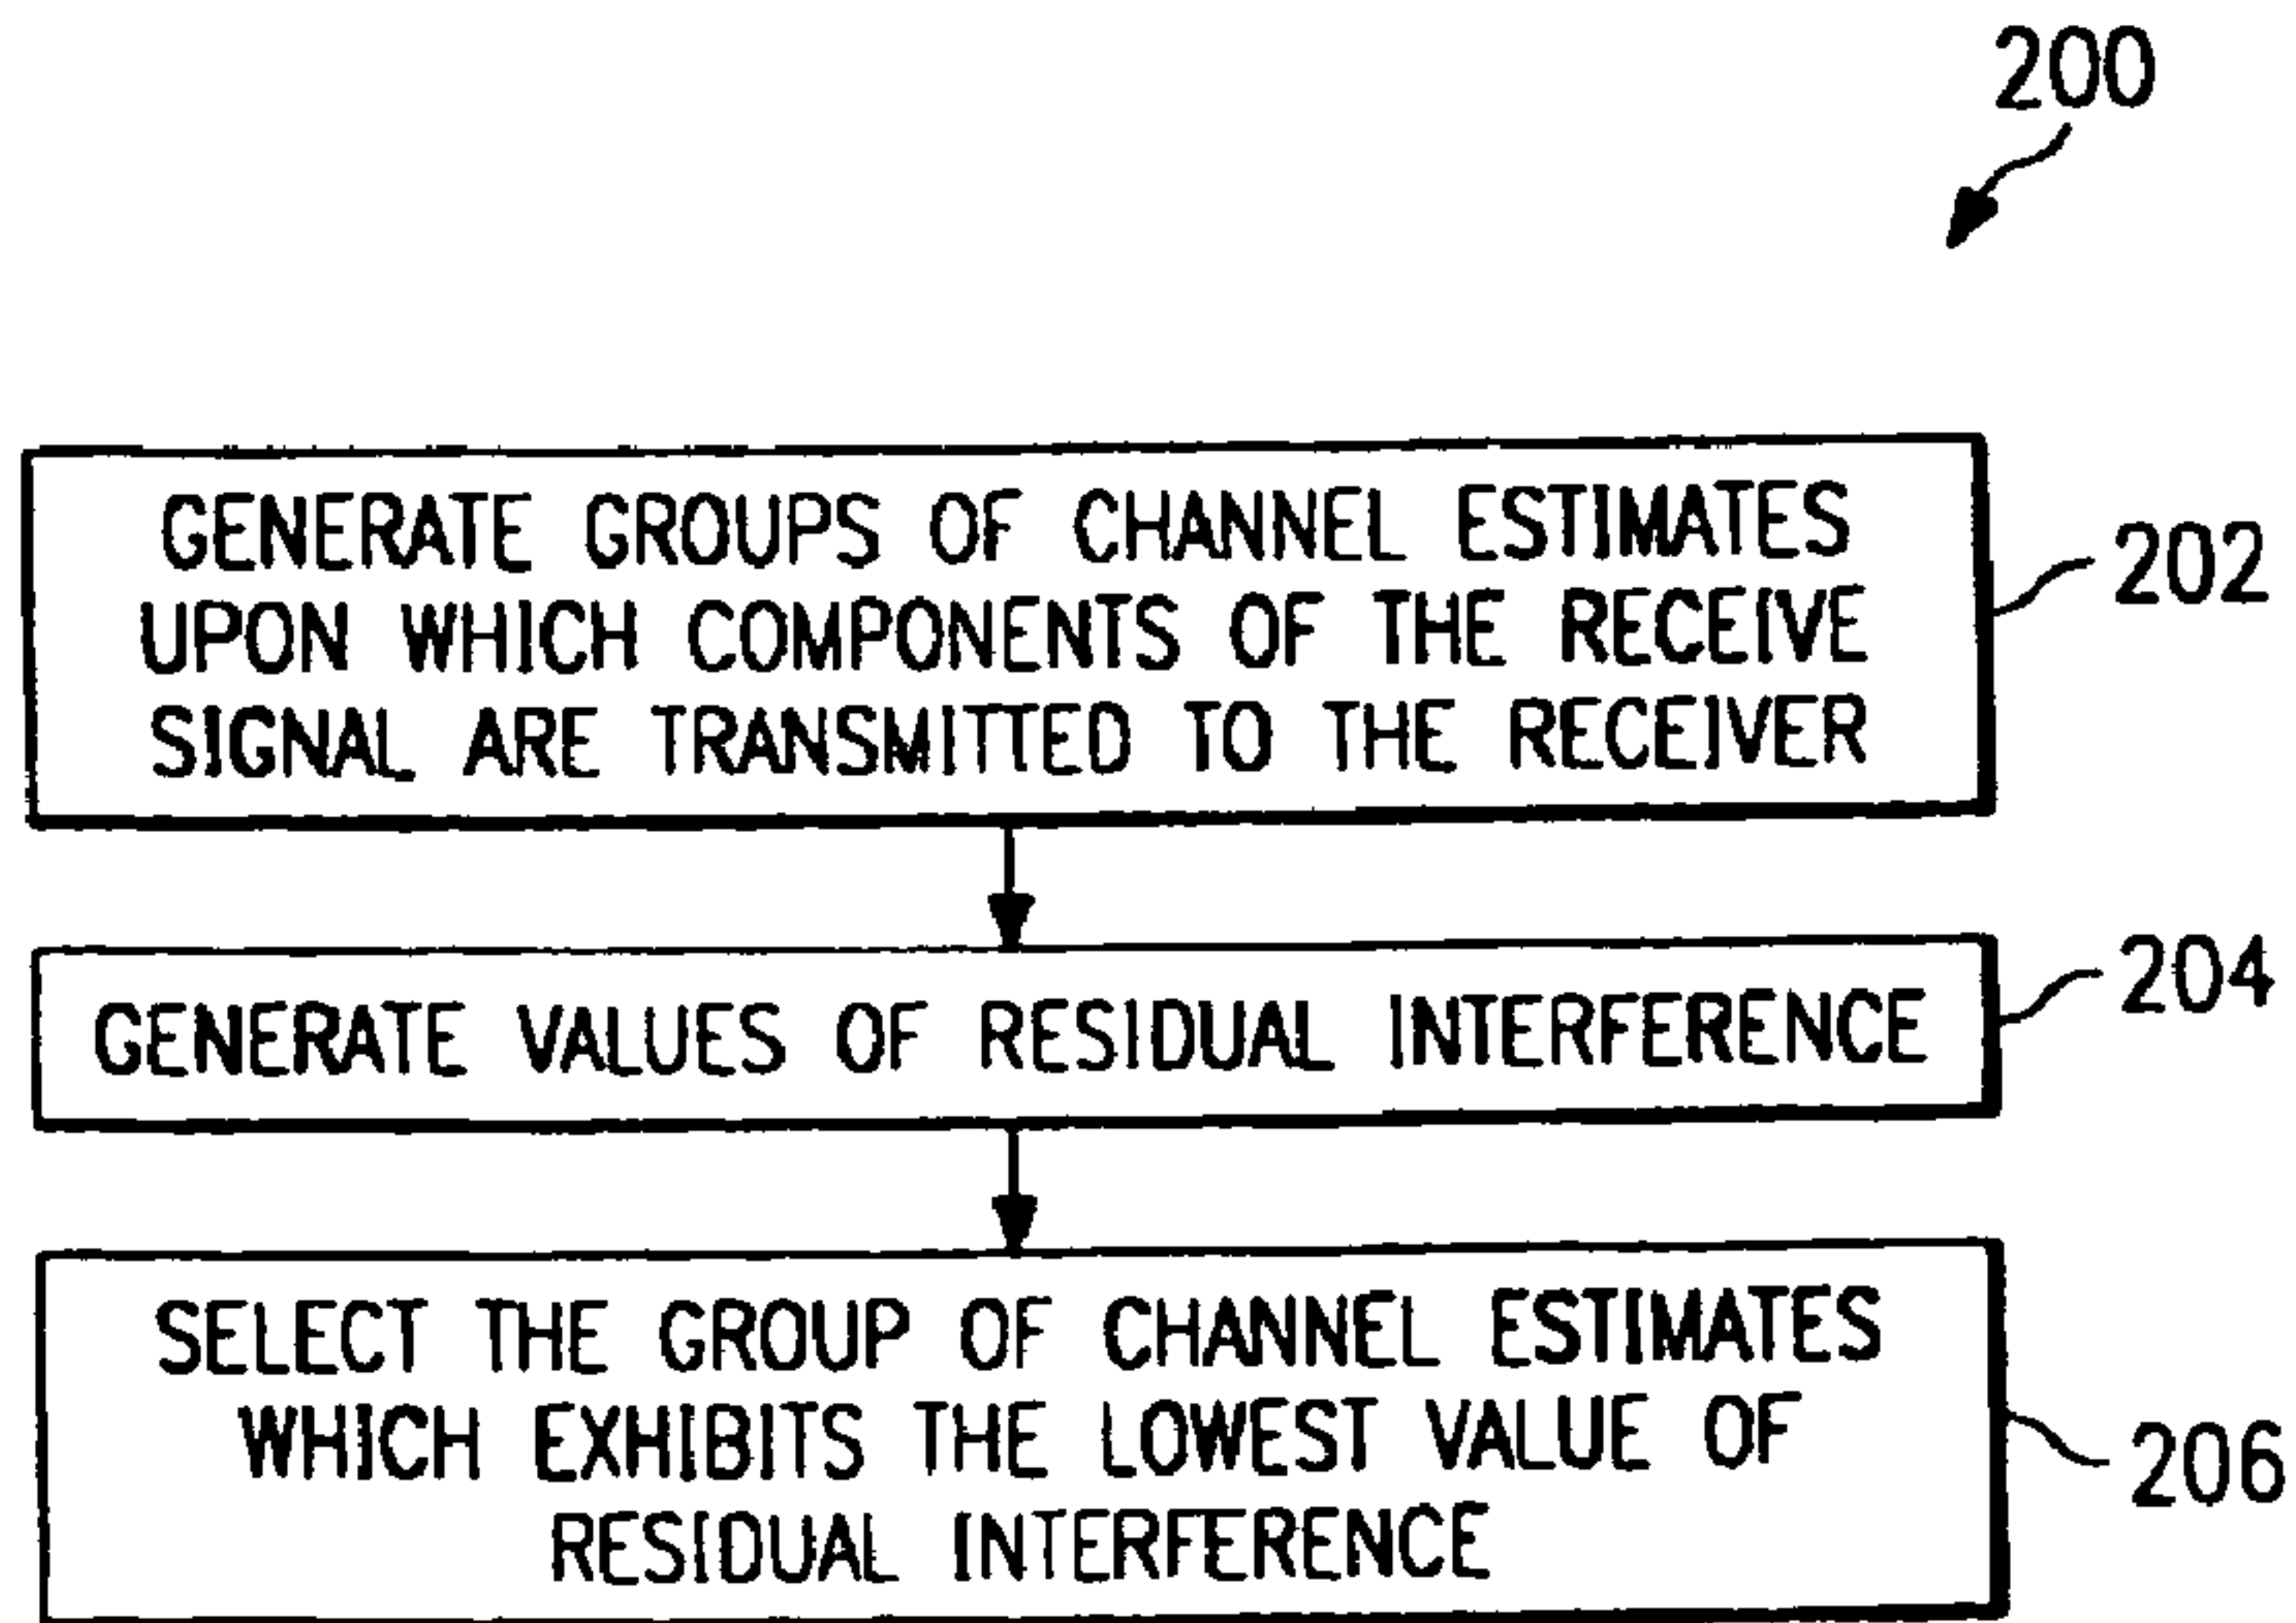 200
GENERATE GROUPS OF CHANNEL ESTIMATES
UPON WHICH COMPONENTS OF THE RECEIVE
SIGNAL ARE TRANSMITTED TO THE RECEIVER
202
GENERATE VALUES OF RESIDUAL INTERFERENCE
204
SELECT THE GROUP OF CHANNEL ESTIMATES
WHICH EXHIBITS THE LOWEST VALUE OF
RESIDUAL INTERFERENCE
206